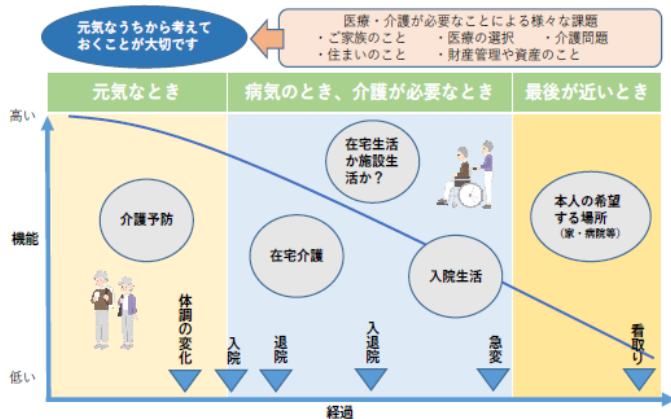 元気なうちから考えて
おくことが大切です
医療・介護が必要なことによる様々な課題
・ご家族のこと ・医療の選択 ・介護問題
・住まいのこと ・財産管理や資産のこと
元気なとき
病気のとき、介護が必要なとき
最後が近いとき
高い
機能
低い
介護予防
在宅生活
か施設生
活か?
在宅介護
入院生活
本人の希望
する場所
(家・病院等)
体調の変化
入院
退院
入退院
急変
看取り
経過